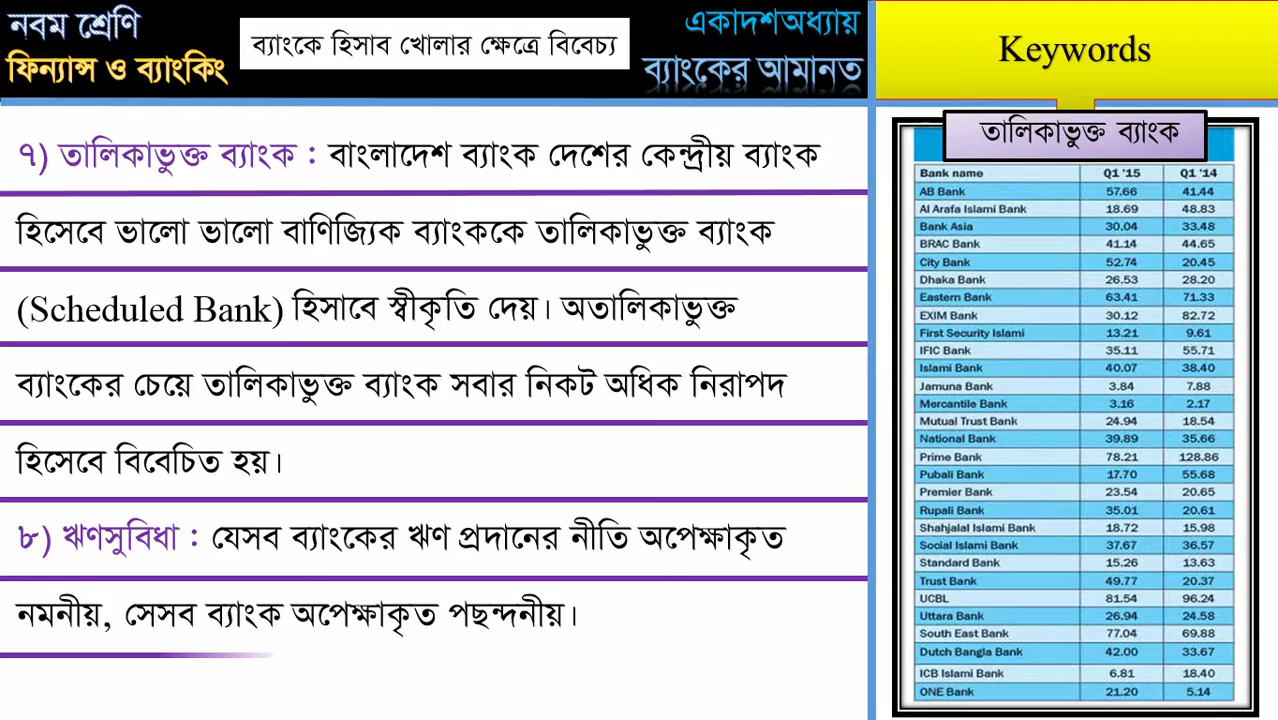 নবম শ্রেণি
ফিন্যান্স ও ব্যাংকিং
ব্যাংকে হিসাব খোলার ক্ষেত্রে বিবেচ্য
একাদশঅধ্যায়
ব্যাংকের আমানত
৭) তালিকাভুক্ত ব্যাংক : বাংলাদেশ ব্যাংক দেশের কেন্দ্রীয় ব্যাংক
হিসেবে ভালো ভালো বাণিজ্যিক ব্যাংককে তালিকাভুক্ত ব্যাংক
(Scheduled Bank) হিসাবে স্বীকৃতি দেয়। অতালিকাভুক্ত
ব্যাংকের চেয়ে তালিকাভুক্ত ব্যাংক সবার নিকট অধিক নিরাপদ
হিসেবে বিবেচিত হয়।
৮) ঋণসুবিধা : যেসব ব্যাংকের ঋণ প্রদানের নীতি অপেক্ষাকৃত
নমনীয়, সেসব ব্যাংক অপেক্ষাকৃত পছন্দনীয়।
Keywords
তালিকাভুক্ত ব্যাংক
Bank name Q1 '15 Q1 '14
AB Bank 57.66 41.44
Al Arafa Islami Bank 18.69 48.83
Bank Asia 30.04 33.48
BRAC Bank 41.14 44.65
City Bank 52.74 20.45
Dhaka Bank 26.53 28.20
Eastern Bank 63.41 71.33
EXIM Bank 30.12 82.72
First Security Islami 13.21 9.61
IFIC Bank 35.11 55.71
Islami Bank 40.07 38.40
Jamuna Bank 3.84 7.88
Mercantile Bank 3.16 2.17
Mutual Trust Bank 24.94 18.54
National Bank 39.89 35.66
Prime Bank 78.21 128.86
Pubali Bank 17.70 55.68
Premier Bank 23.54 20.65
Rupali Bank 35.01 20.61
Shahjalal Islami Bank 18.72 15.98
Social Islami Bank 37.67 36.57
Standard Bank 15.26 13.63
Trust Bank 49.77 20.37
UCBL 81.54 96.24
Uttara Bank 26.94 24.58
South East Bank 77.04 69.88
Dutch Bangla Bank 42.00 33.67
ICB Islami Bank 6.81 18.40
ONE Bank 21.20 5.14